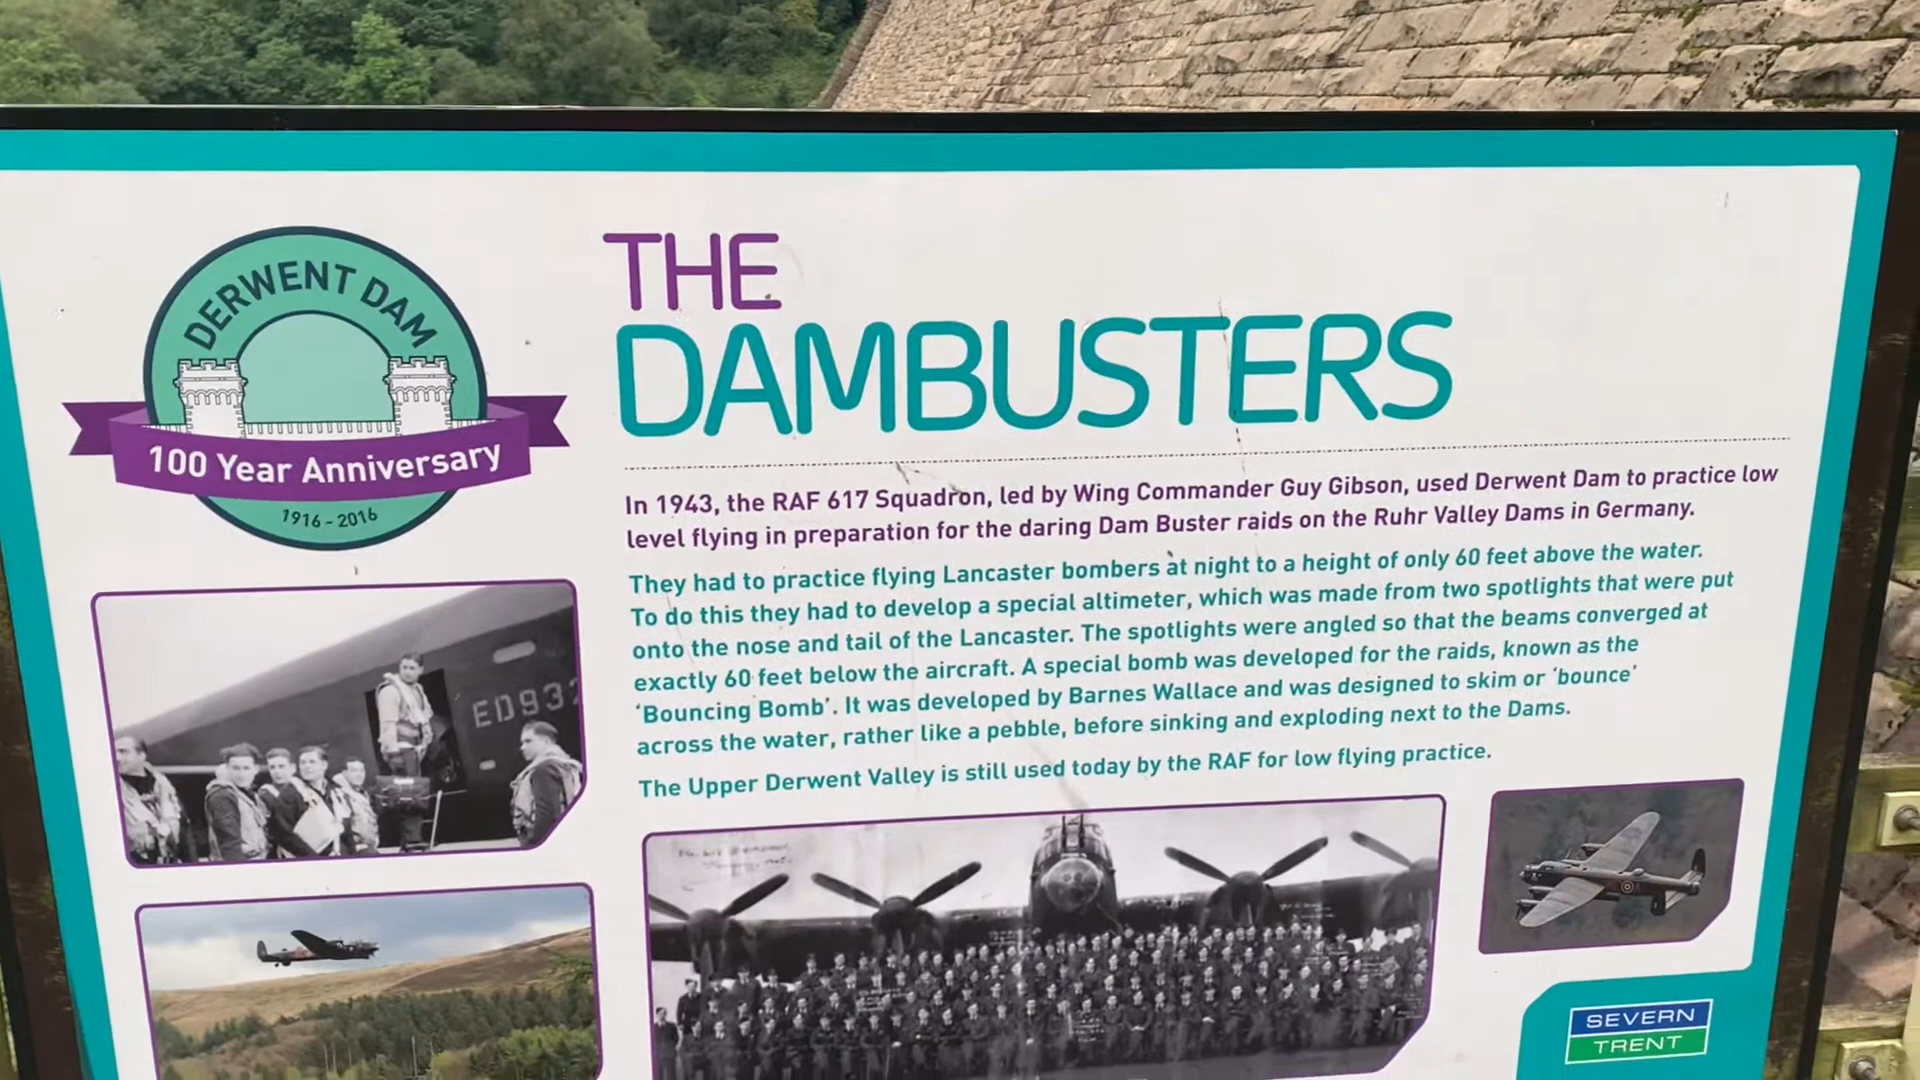 DERWENT DAM
100 Year Anniversary
1916 - 2016
THE
DAMBUSTERS
In 1943, the RAF 617 Squadron, led by Wing Commander Guy Gibson, used Derwent Dam to practice low
level flying in preparation for the daring Dam Buster raids on the Ruhr Valley Dams in Germany.
They had to practice flying Lancaster bombers at night to a height of only 60 feet above the water.
To do this they had to develop a special altimeter, which was made from two spotlights that were put
onto the nose and tail of the Lancaster. The spotlights were angled so that the beams converged at
exactly 60 feet below the aircraft. A special bomb was developed for the raids, known as the
‘Bouncing Bomb’. It was developed by Barnes Wallace and was designed to skim or ‘bounce’
across the water, rather like a pebble, before sinking and exploding next to the Dams.
The Upper Derwent Valley is still used today by the RAF for low flying practice.
ED932
SEVERN
TRENT